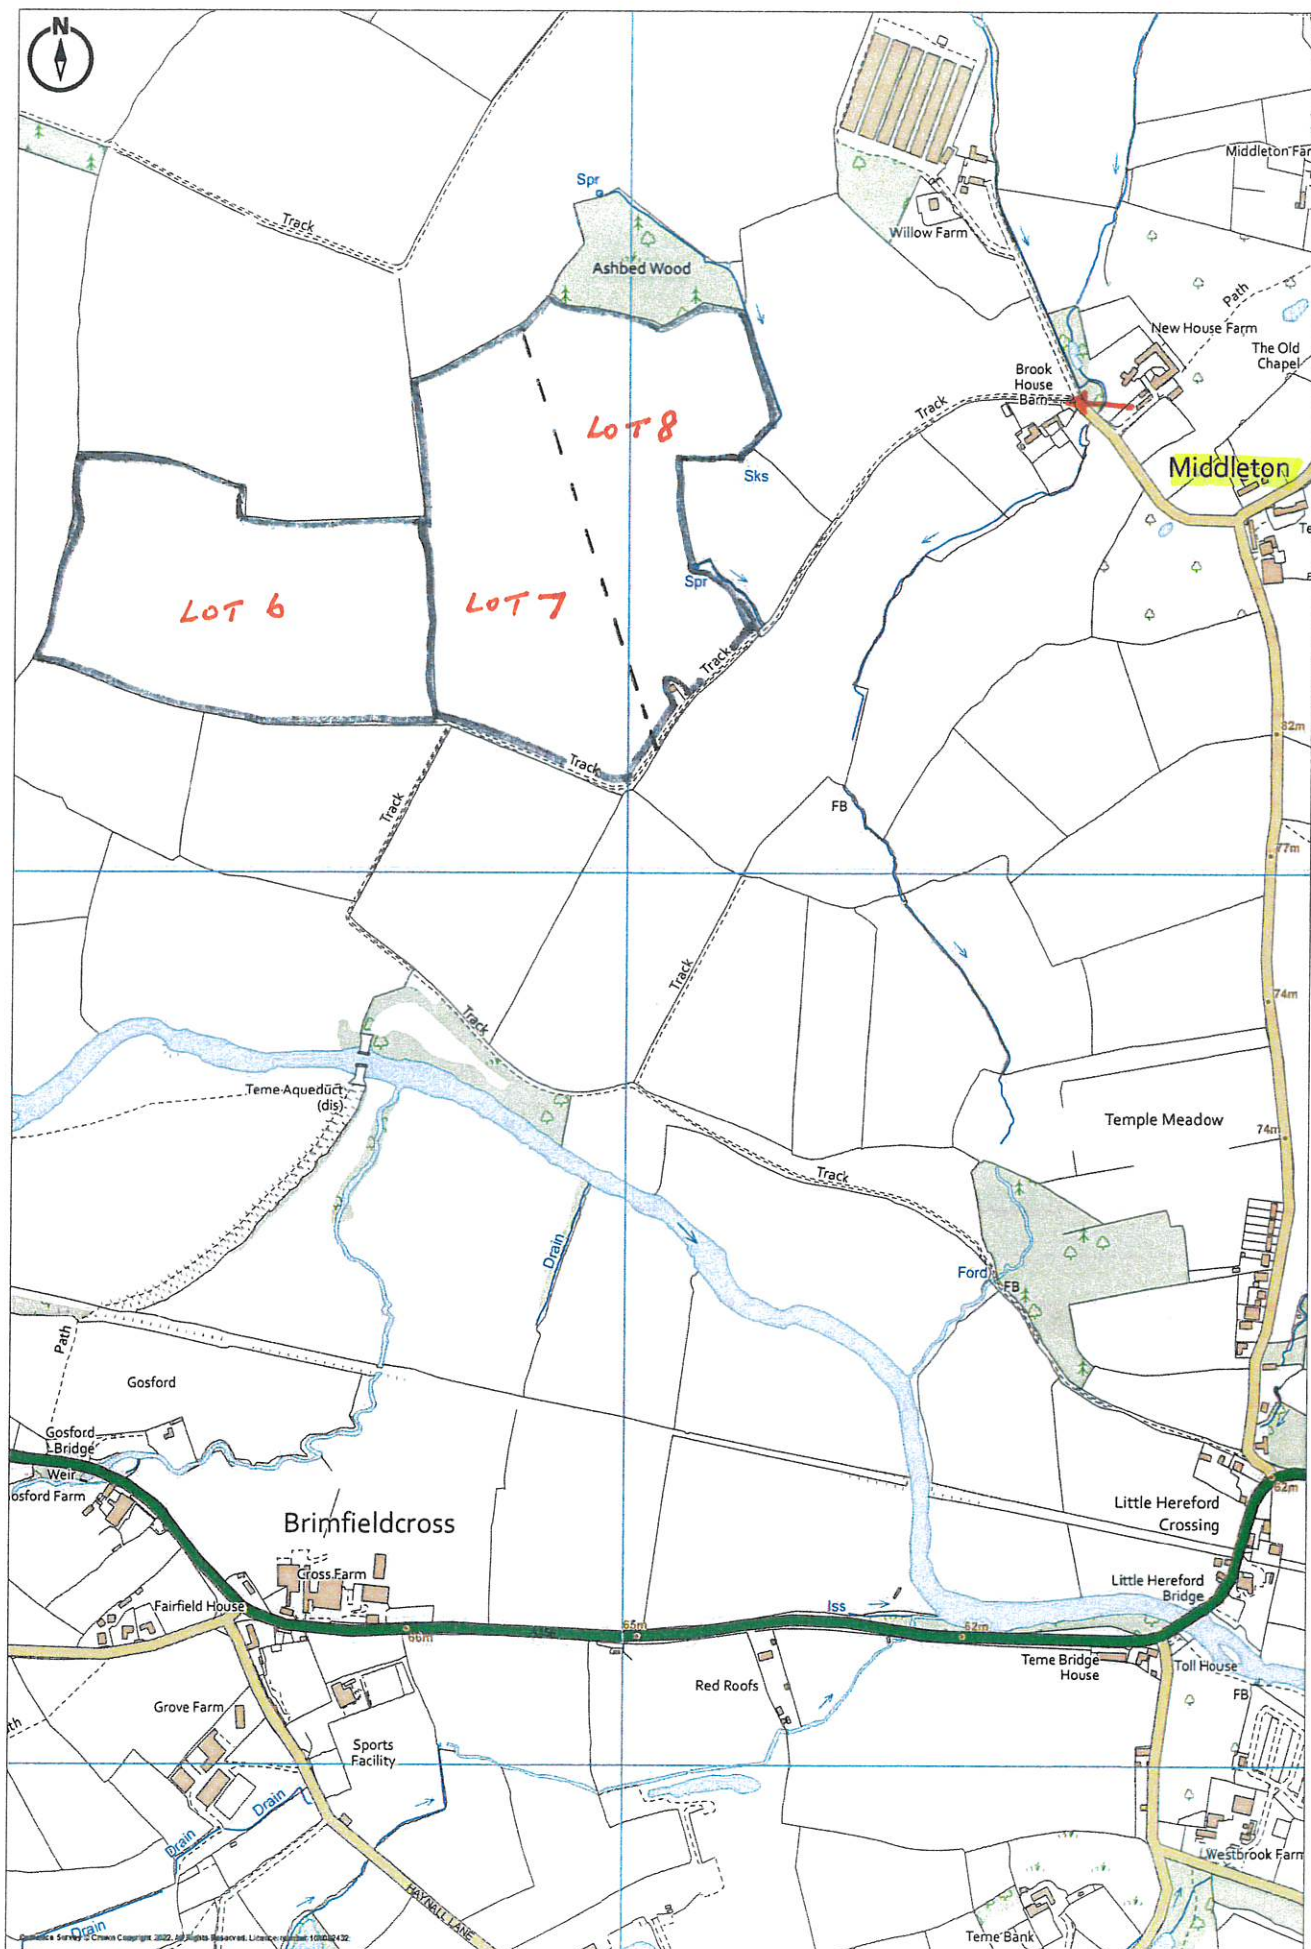 N
Track
Spr
Ashbed Wood
Willow Farm
Path
New House Farm
The Old
Chapel
Brook
House
Barn
Track
LOT 8
Middleton
Sks
Spr
LOT 6
LOT 7
Track
Track
82m
Track
FB
77m
Track
74m
Track
Teme Aqueduct
(dis)
Temple Meadow
74m
Track
Drain
Ford
FB
Path
Gosford
Gosford
Bridge
Weir
62m
Little Hereford
Crossing
Brimfieldcross
Cross Farm
Little Hereford
Bridge
Fairfield House
Iss
66m
65m
62m
Teme Bridge
House
Toll House
Red Roofs
FB
Grove Farm
Sports
Facility
Drain
Drain
Westbrook Farm
HAYNALL LANE
Drain
Teme Bank